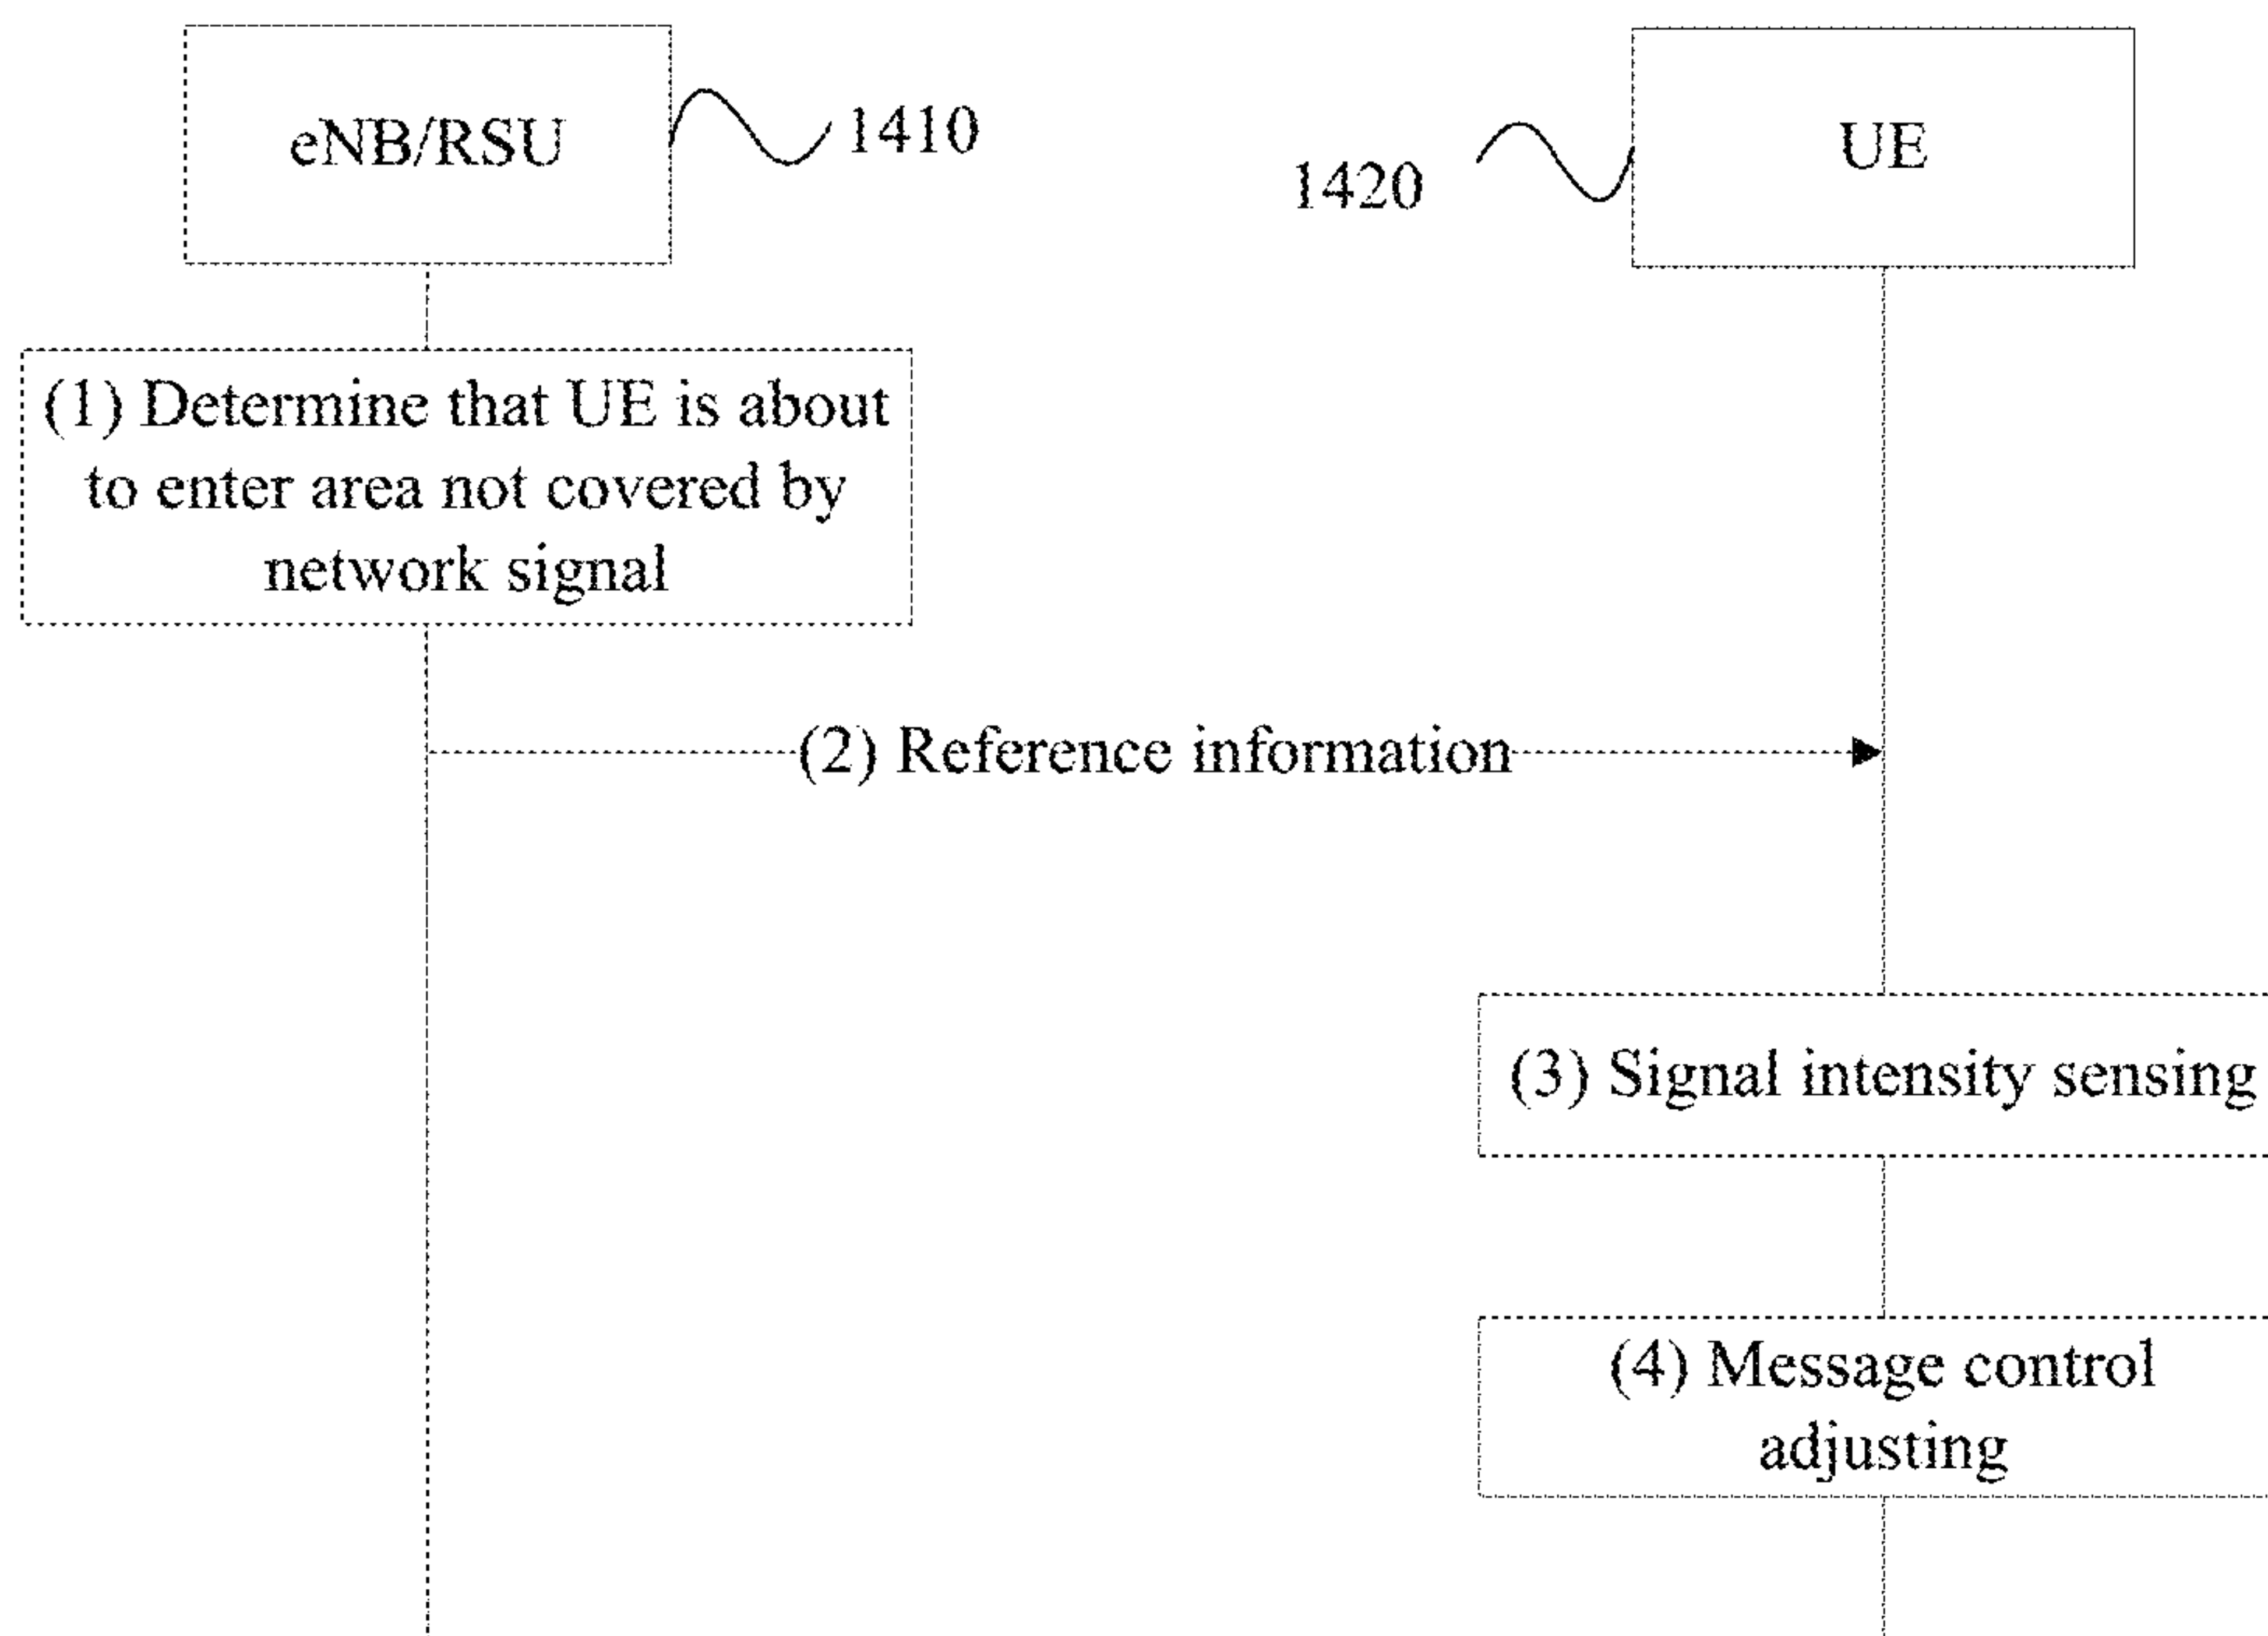 eNB/RSU
1410
1420
UE
(1) Determine that UE is about
to enter area not covered by
network signal
(2) Reference information
(3) Signal intensity sensing
(4) Message control
adjusting